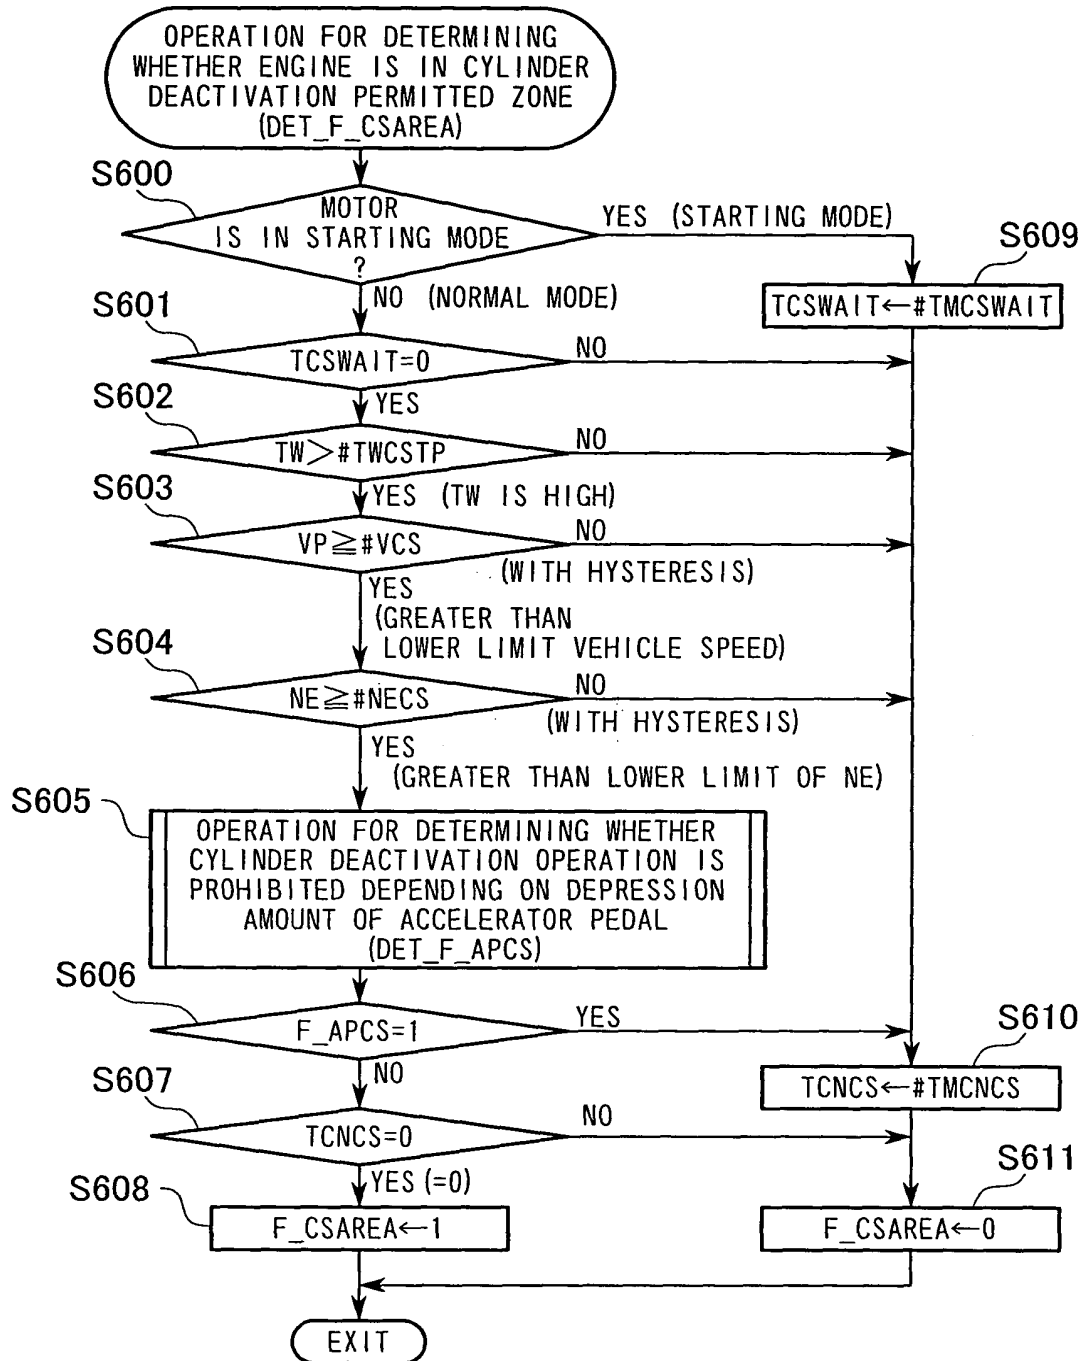 OPERATION FOR DETERMINING
WHETHER ENGINE IS IN CYLINDER
DEACTIVATION PERMITTED ZONE
(DET_F_CSAREA)
S600
MOTOR
IS IN STARTING MODE
?
YES (STARTING MODE)
S609
TCSWAIT←#TMCSWAIT
NO (NORMAL MODE)
S601
TCSWAIT=0
NO
YES
S602
TW>#TWCSTP
NO
YES (TW IS HIGH)
S603
VP≧#VCS
NO
(WITH HYSTERESIS)
YES
(GREATER THAN
LOWER LIMIT VEHICLE SPEED)
S604
NE≧#NECS
NO
(WITH HYSTERESIS)
YES
(GREATER THAN LOWER LIMIT OF NE)
S605
OPERATION FOR DETERMINING WHETHER
CYLINDER DEACTIVATION OPERATION IS
PROHIBITED DEPENDING ON DEPRESSION
AMOUNT OF ACCELERATOR PEDAL
(DET_F_APCS)
S606
F_APCS=1
YES
NO
S610
TCNCS←#TMCNCS
S607
TCNCS=0
NO
YES (=0)
S608
F_CSAREA←1
S611
F_CSAREA←0
EXIT